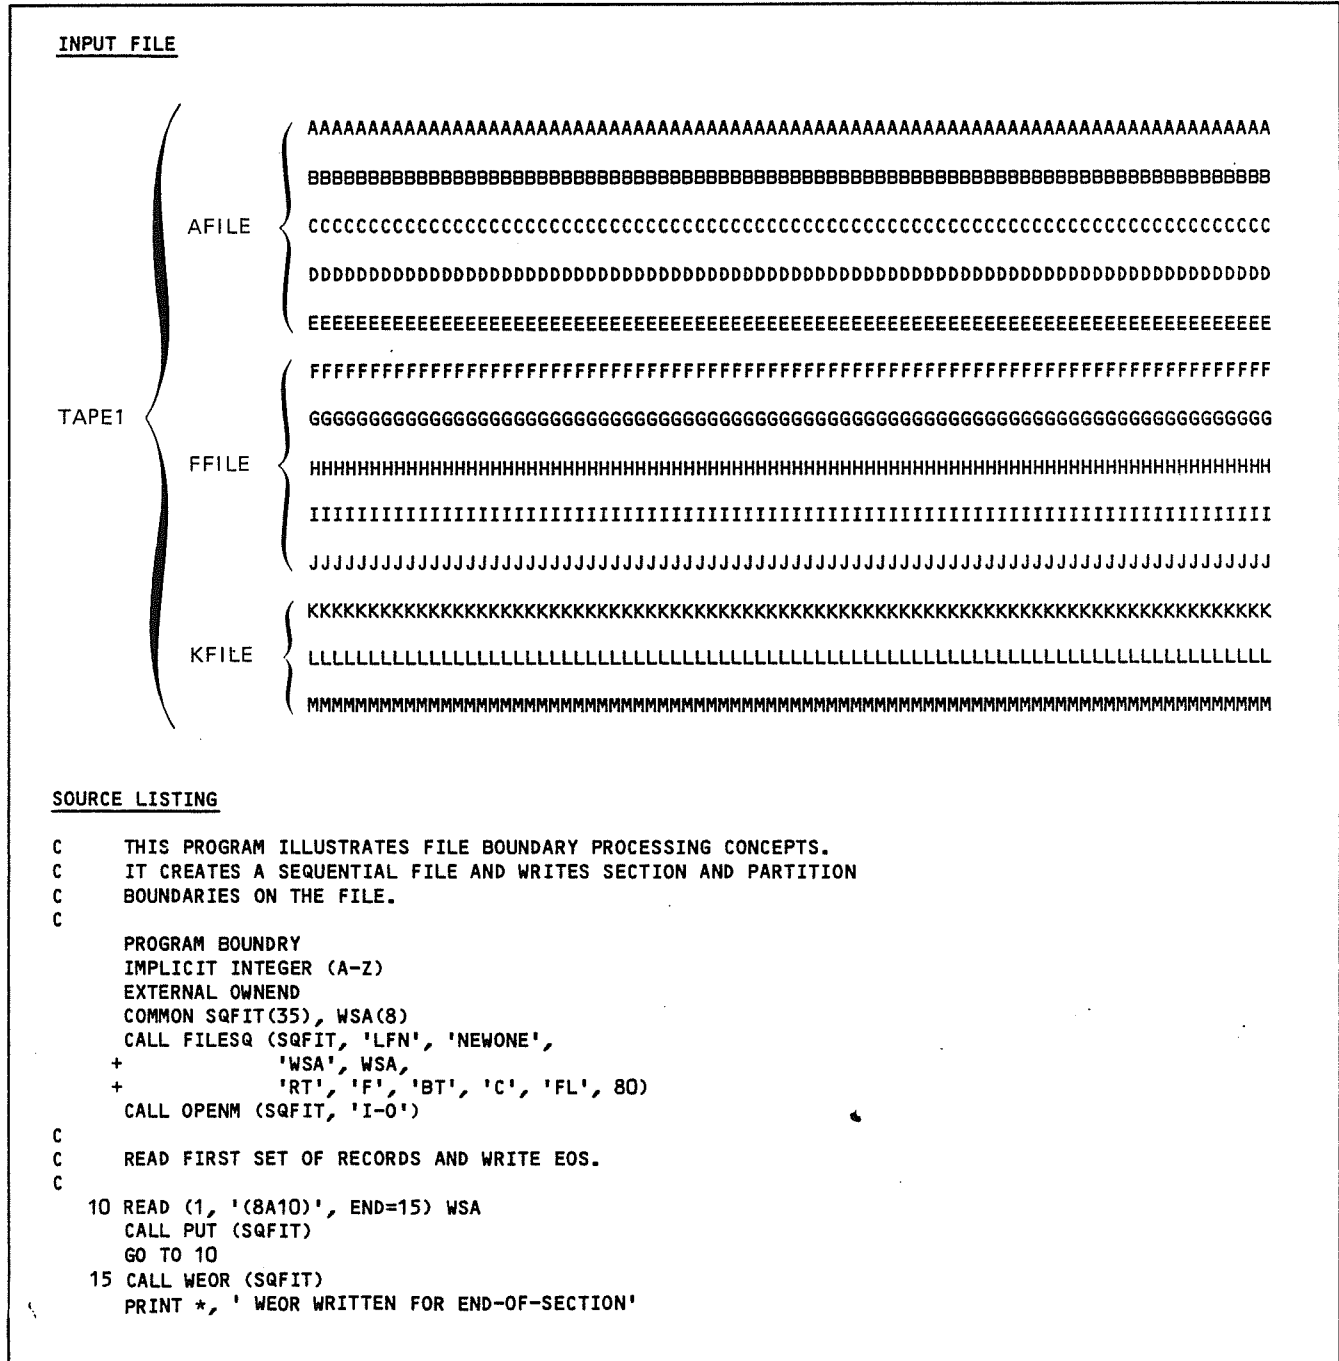 INPUT FILE
AAAAAAAAAAAAAAAAAAAAAAAAAAAAAAAAAAAAAAAAAAAAAAAAAAAAAAAAAAAAAAAAAAAAAAAAAAAAAAAA
BBBBBBBBBBBBBBBBBBBBBBBBBBBBBBBBBBBBBBBBBBBBBBBBBBBBBBBBBBBBBBBBBBBBBBBBBBBBBBBB
AFILE CCCCCCCCCCCCCCCCCCCCCCCCCCCCCCCCCCCCCCCCCCCCCCCCCCCCCCCCCCCCCCCCCCCCCCCCCCCCCCCC
DDDDDDDDDDDDDDDDDDDDDDDDDDDDDDDDDDDDDDDDDDDDDDDDDDDDDDDDDDDDDDDDDDDDDDDDDDDDDDDD
EEEEEEEEEEEEEEEEEEEEEEEEEEEEEEEEEEEEEEEEEEEEEEEEEEEEEEEEEEEEEEEEEEEEEEEEEEEEEEEE
FFFFFFFFFFFFFFFFFFFFFFFFFFFFFFFFFFFFFFFFFFFFFFFFFFFFFFFFFFFFFFFFFFFFFFFFFFFFFFFF
TAPE1 GGGGGGGGGGGGGGGGGGGGGGGGGGGGGGGGGGGGGGGGGGGGGGGGGGGGGGGGGGGGGGGGGGGGGGGGGGGGGGGG
FFILE HHHHHHHHHHHHHHHHHHHHHHHHHHHHHHHHHHHHHHHHHHHHHHHHHHHHHHHHHHHHHHHHHHHHHHHHHHHHHHHH
IIIIIIIIIIIIIIIIIIIIIIIIIIIIIIIIIIIIIIIIIIIIIIIIIIIIIIIIIIIIIIIIIIIIIIIIIIIIIIII
JJJJJJJJJJJJJJJJJJJJJJJJJJJJJJJJJJJJJJJJJJJJJJJJJJJJJJJJJJJJJJJJJJJJJJJJJJJJJJJJ
KKKKKKKKKKKKKKKKKKKKKKKKKKKKKKKKKKKKKKKKKKKKKKKKKKKKKKKKKKKKKKKKKKKKKKKKKKKKKKKK
KFILE LLLLLLLLLLLLLLLLLLLLLLLLLLLLLLLLLLLLLLLLLLLLLLLLLLLLLLLLLLLLLLLLLLLLLLLLLLLLLLLL
MMMMMMMMMMMMMMMMMMMMMMMMMMMMMMMMMMMMMMMMMMMMMMMMMMMMMMMMMMMMMMMMMMMMMMMMMMMMMMMM
SOURCE LISTING
C     THIS PROGRAM ILLUSTRATES FILE BOUNDARY PROCESSING CONCEPTS.
C     IT CREATES A SEQUENTIAL FILE AND WRITES SECTION AND PARTITION
C     BOUNDARIES ON THE FILE.
C
      PROGRAM BOUNDRY
      IMPLICIT INTEGER (A-Z)
      EXTERNAL OWNEND
      COMMON SQFIT(35), WSA(8)
      CALL FILESQ (SQFIT, 'LFN', 'NEWONE',
     +             'WSA', WSA,
     +             'RT', 'F', 'BT', 'C', 'FL', 80)
      CALL OPENM (SQFIT, 'I-O')
C
C     READ FIRST SET OF RECORDS AND WRITE EOS.
C
   10 READ (1, '(8A10)', END=15) WSA
      CALL PUT (SQFIT)
      GO TO 10
   15 CALL WEOR (SQFIT)
      PRINT *, ' WEOR WRITTEN FOR END-OF-SECTION'